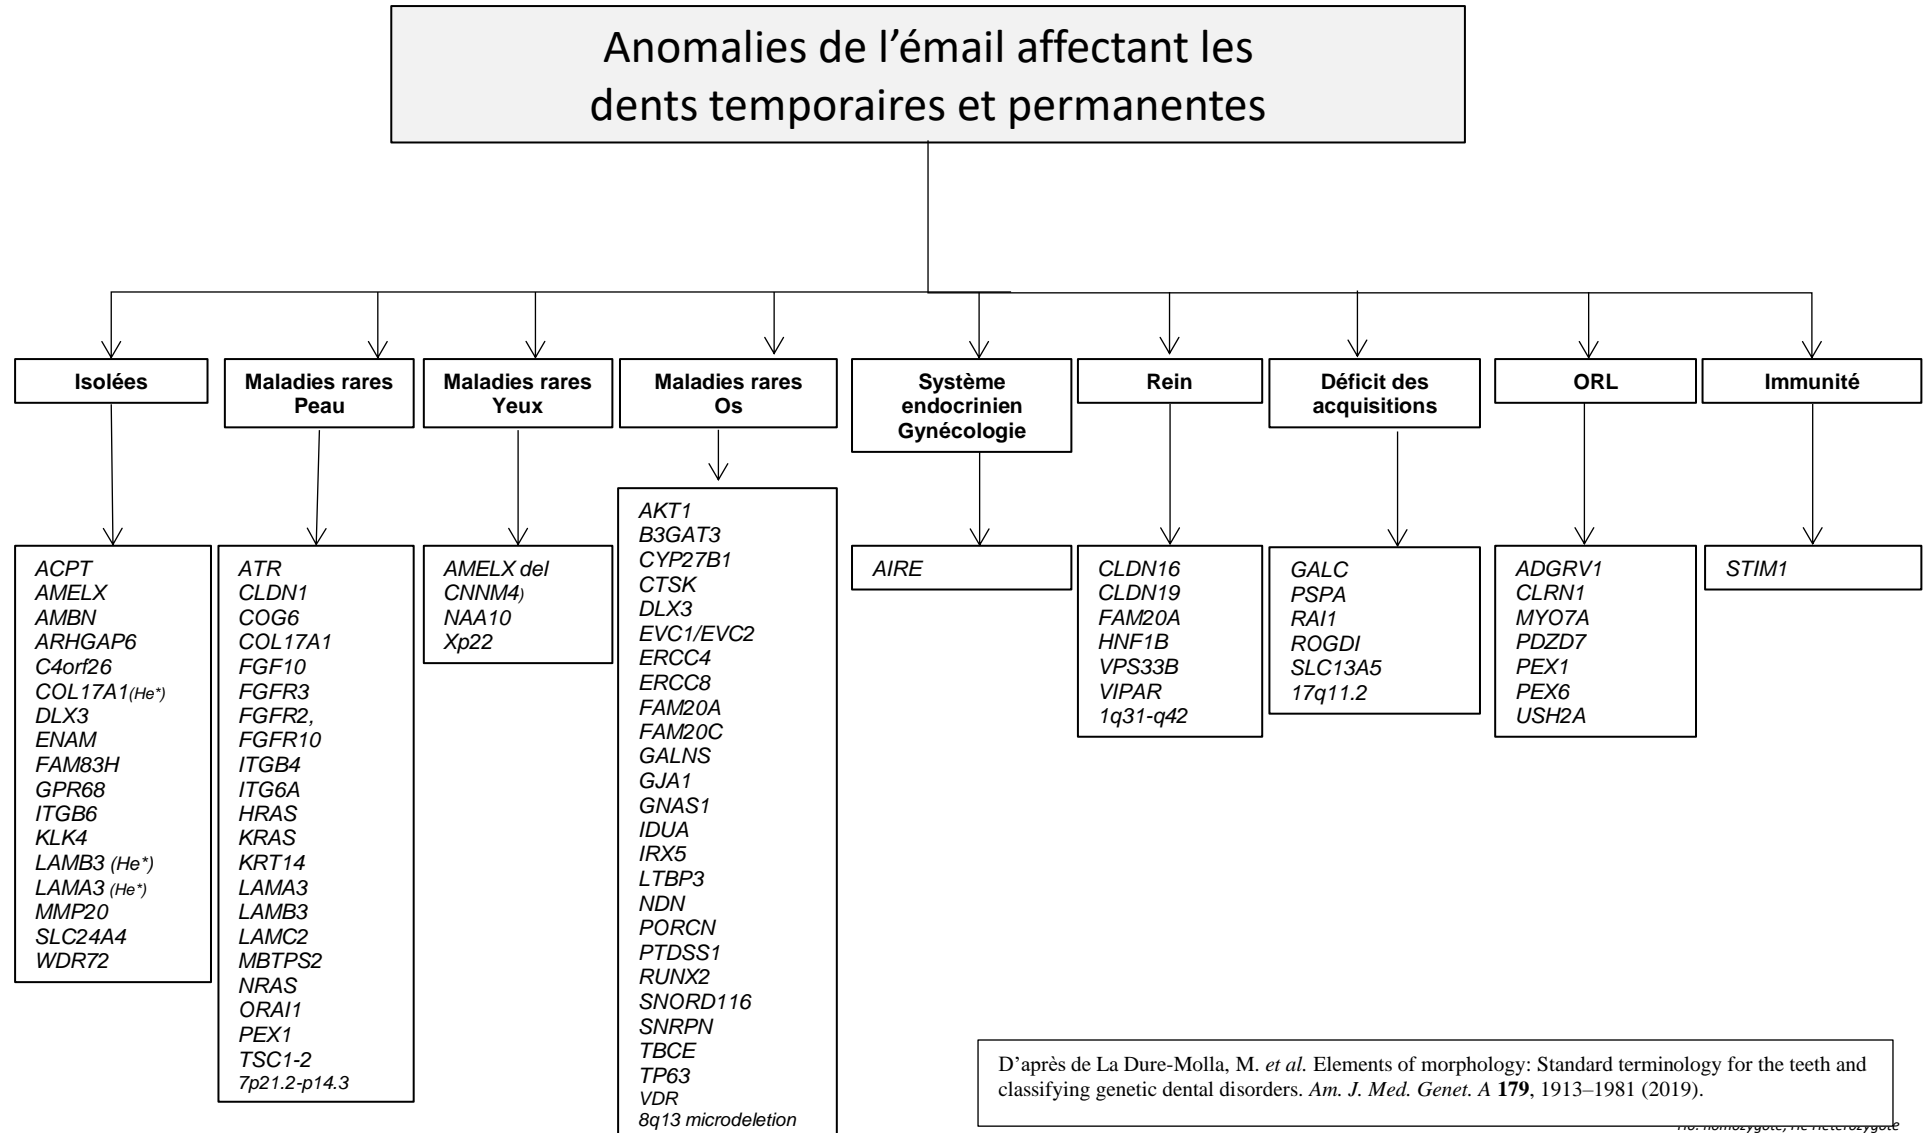 Anomalies de l'émail affectant les
dents temporaires et permanentes
Isolées
ACPT
AMELX
AMBN
ARHGAP6
C4orf26
COL17A1(He*)
DLX3
ENAM
FAM83H
GPR68
ITGB6
KLK4
LAMB3 (He*)
LAMA3 (He*)
MMP20
SLC24A4
WDR72
Maladies rares
Peau
ATR
CLDN1
COG6
COL17A1
FGF10
FGFR3
FGFR2,
FGFR10
ITGB4
ITG6A
HRAS
KRAS
KRT14
LAMA3
LAMB3
LAMC2
MBTPS2
NRAS
ORAI1
PEX1
TSC1-2
7p21.2-p14.3
Maladies rares
Yeux
AMELX del
CNNM4)
NAA10
Xp22
Maladies rares
Os
AKT1
B3GAT3
CYP27B1
CTSK
DLX3
EVC1/EVC2
ERCC4
ERCC8
FAM20A
FAM20C
GALNS
GJA1
GNAS1
IDUA
IRX5
LTBP3
NDN
PORCN
PTDSS1
RUNX2
SNORD116
SNRPN
TBCE
TP63
VDR
8q13 microdeletion
Système
endocrinien
Gynécologie
AIRE
Rein
CLDN16
CLDN19
FAM20A
HNF1B
VPS33B
VIPAR
1q31-q42
Déficit des
acquisitions
GALC
PSPA
RAI1
ROGDI
SLC13A5
17q11.2
ORL
ADGRV1
CLRN1
MYO7A
PDZD7
PEX1
PEX6
USH2A
Immunité
STIM1
D'après de La Dure-Molla, M. et al. Elements of morphology: Standard terminology for the teeth and
classifying genetic dental disorders. Am. J. Med. Genet. A 179, 1913–1981 (2019).
Ho: homozygote, He Heterozygote